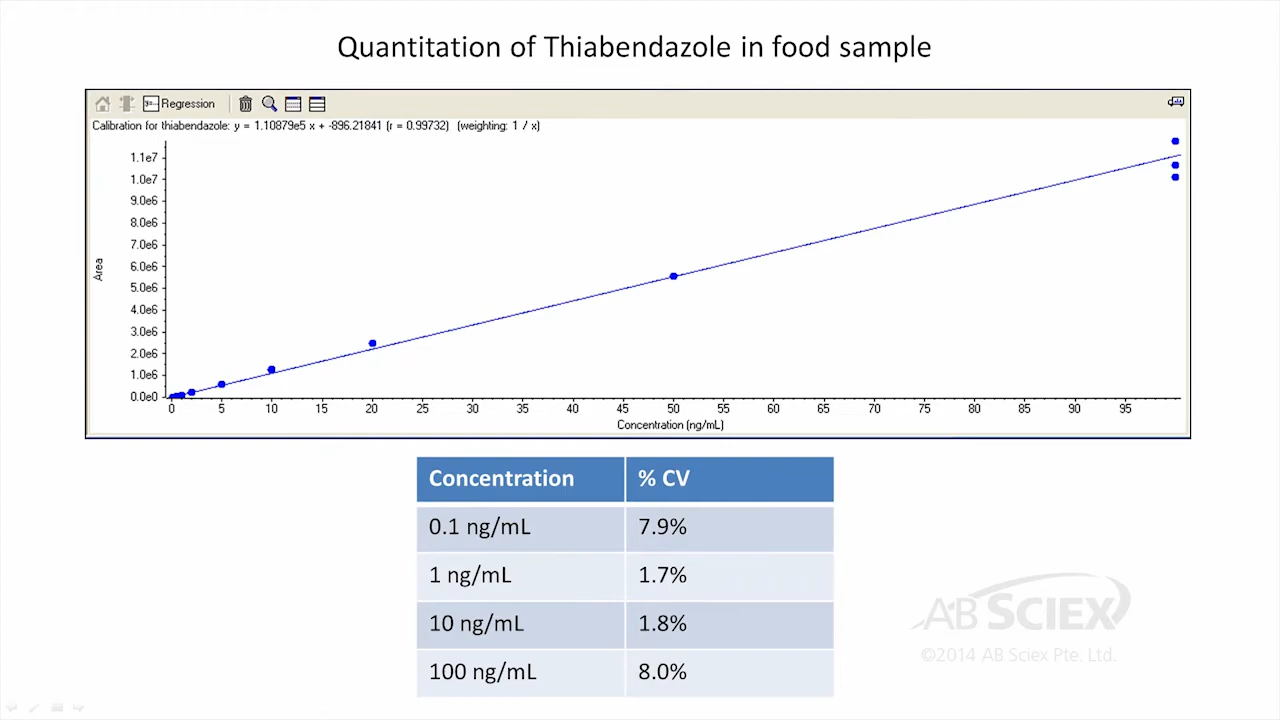 Quantitation of Thiabendazole in food sample
Regression
Calibration for thiabendazole: y = 1.10879e5 x + -896.21841 (r = 0.99732) (weighting: 1 / x)
1.1e7
1.0e7
9.0e6
8.0e6
7.0e6
6.0e6
5.0e6
4.0e6
3.0e6
2.0e6
1.0e6
0.0e0
Area
0 5 10 15 20 25 30 35 40 45 50 55 60 65 70 75 80 85 90 95
Concentration (ng/mL)
Concentration % CV
0.1 ng/mL 7.9%
1 ng/mL 1.7%
10 ng/mL 1.8%
100 ng/mL 8.0%
AB SCIEX
©2014 AB Sciex Pte. Ltd.